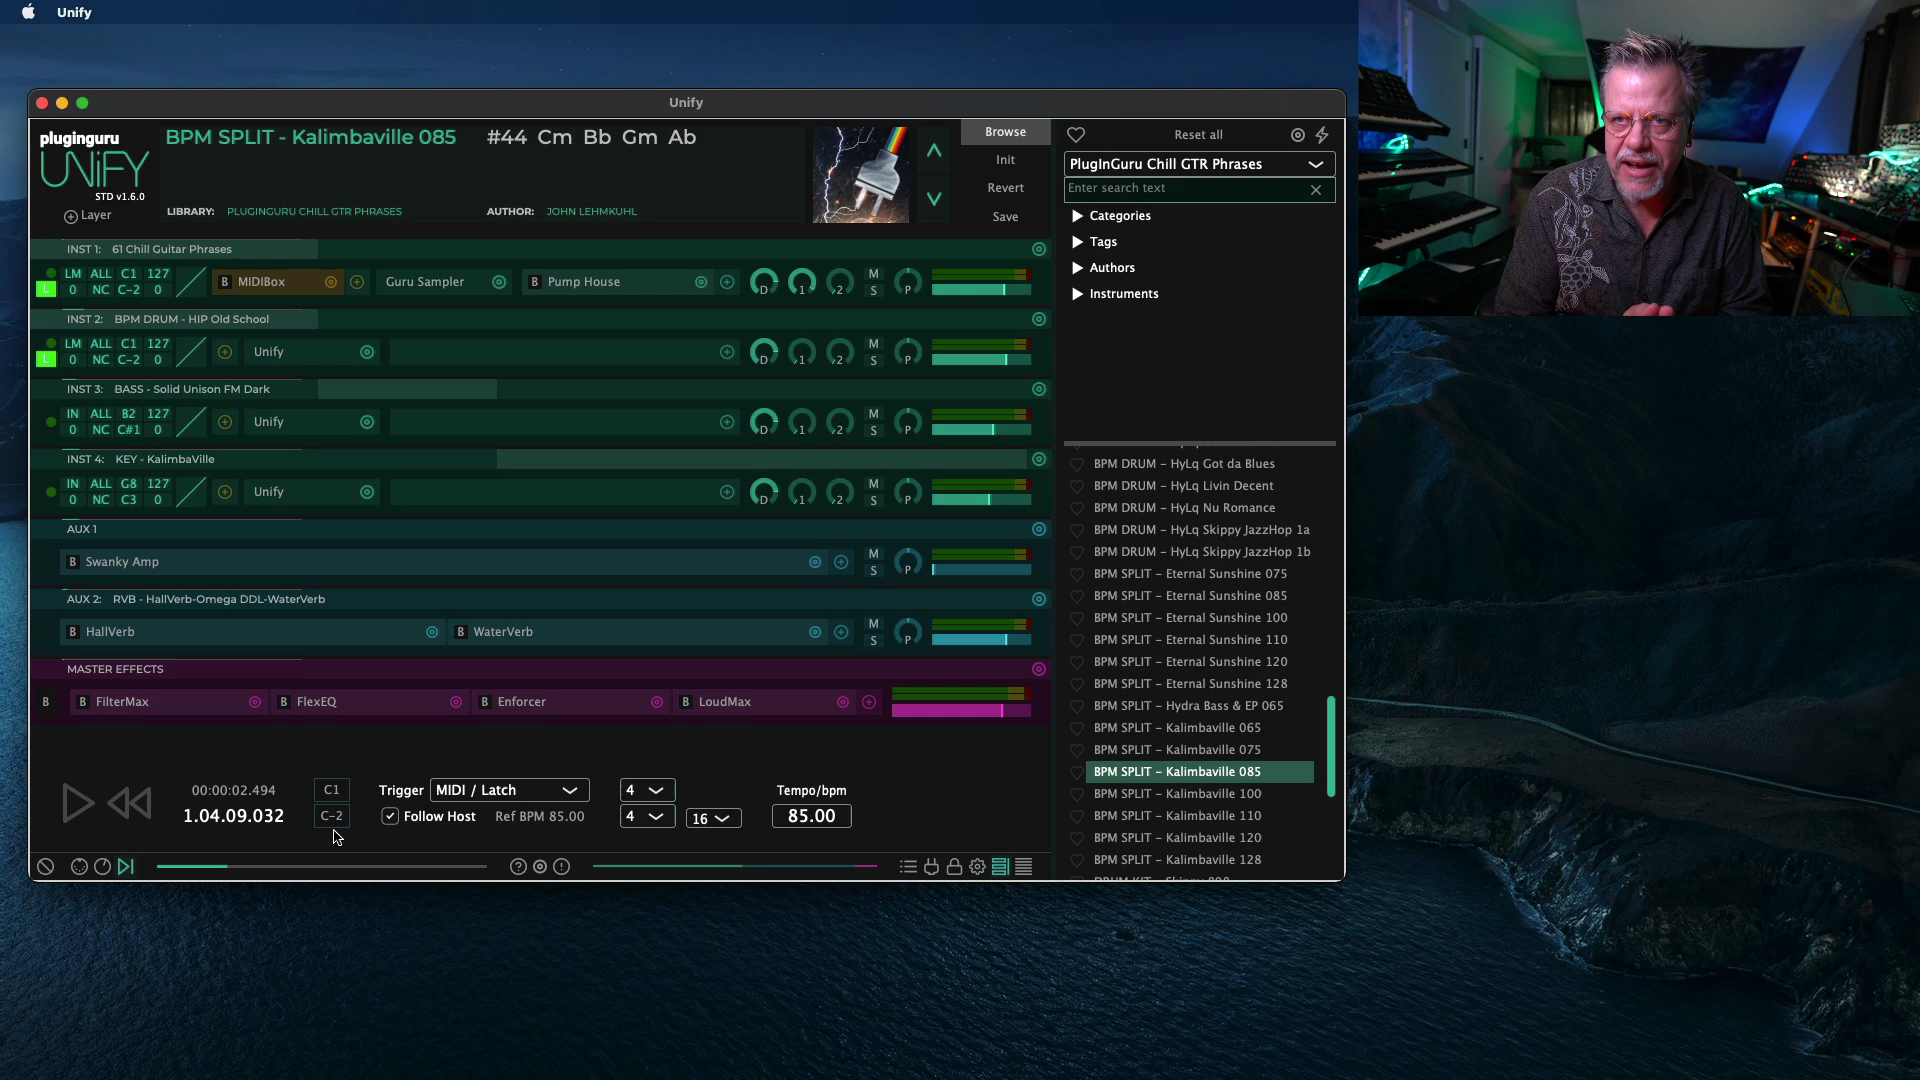 Unify
Unify
pluginguru
UNiFY
STD v1.6.0
Layer
BPM SPLIT - Kalimbaville 085
#44 Cm Bb Gm Ab
LIBRARY: PLUGINGURU CHILL GTR PHRASES
AUTHOR: JOHN LEHMKUHL
Browse
Init
Revert
Save
Reset all
PlugInGuru Chill GTR Phrases
Enter search text
Categories
Tags
Authors
Instruments
INST 1: 61 Chill Guitar Phrases
LM ALL C1 127
L 0 NC C-2 0
B MIDIBox
Guru Sampler
B Pump House
D 1 2 M S P
INST 2: BPM DRUM - HIP Old School
LM ALL C1 127
L 0 NC C-2 0
Unify
D 1 2 M S P
INST 3: BASS - Solid Unison FM Dark
IN ALL B2 127
0 NC C#1 0
Unify
D 1 2 M S P
INST 4: KEY - KalimbaVille
IN ALL G8 127
0 NC C3 0
Unify
D 1 2 M S P
AUX 1
B Swanky Amp
M S P
AUX 2: RVB - HallVerb-Omega DDL-WaterVerb
B HallVerb
B WaterVerb
M S P
MASTER EFFECTS
B
B FilterMax
B FlexEQ
B Enforcer
B LoudMax
00:00:02.494
1.04.09.032
C1
C-2
Trigger MIDI / Latch
Follow Host Ref BPM 85.00
4
4
16
Tempo/bpm
85.00
BPM DRUM - HyLq Got da Blues
BPM DRUM - HyLq Livin Decent
BPM DRUM - HyLq Nu Romance
BPM DRUM - HyLq Skippy JazzHop 1a
BPM DRUM - HyLq Skippy JazzHop 1b
BPM SPLIT - Eternal Sunshine 075
BPM SPLIT - Eternal Sunshine 085
BPM SPLIT - Eternal Sunshine 100
BPM SPLIT - Eternal Sunshine 110
BPM SPLIT - Eternal Sunshine 120
BPM SPLIT - Eternal Sunshine 128
BPM SPLIT - Hydra Bass & EP 065
BPM SPLIT - Kalimbaville 065
BPM SPLIT - Kalimbaville 075
BPM SPLIT - Kalimbaville 085
BPM SPLIT - Kalimbaville 100
BPM SPLIT - Kalimbaville 110
BPM SPLIT - Kalimbaville 120
BPM SPLIT - Kalimbaville 128